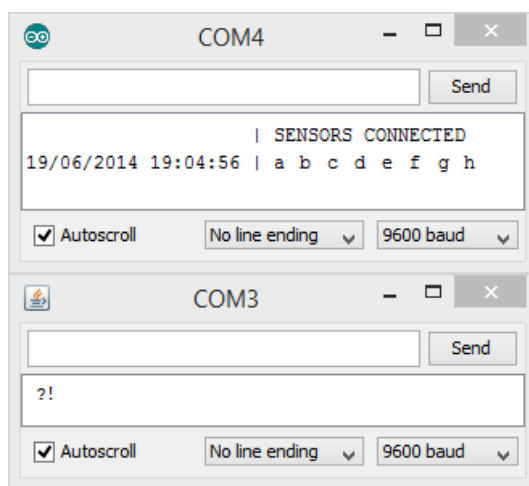 COM4
Send
| SENSORS CONNECTED
19/06/2014 19:04:56 | a b c d e f g h
Autoscroll No line ending 9600 baud
COM3
Send
?!
Autoscroll No line ending 9600 baud